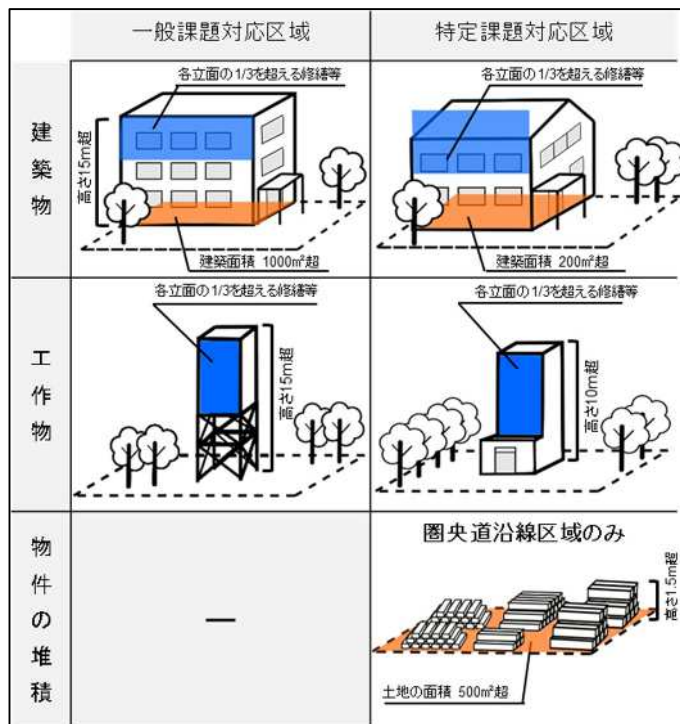 一般課題対応区域
特定課題対応区域
建築物
各立面の1/3を超える修繕等
高さ15m超
建築面積 1000㎡超
各立面の1/3を超える修繕等
建築面積 200㎡超
工作物
各立面の1/3を超える修繕等
高さ15m超
各立面の1/3を超える修繕等
高さ10m超
物件の堆積
―
圏央道沿線区域のみ
高さ1.5m超
土地の面積 500㎡超